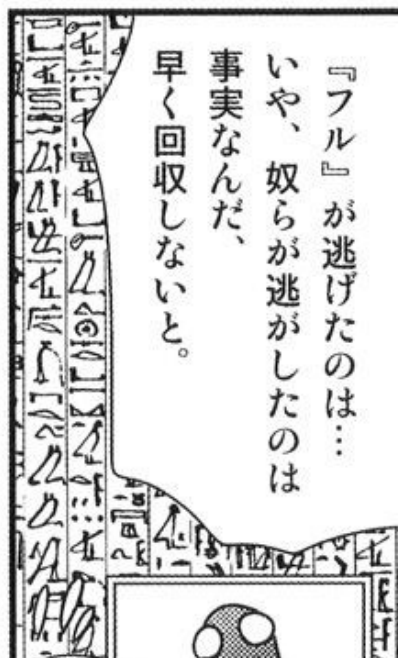 『フル』が逃げたのは…
いや、奴らが逃がしたのは
事実なんだ、
早く回収しないと。